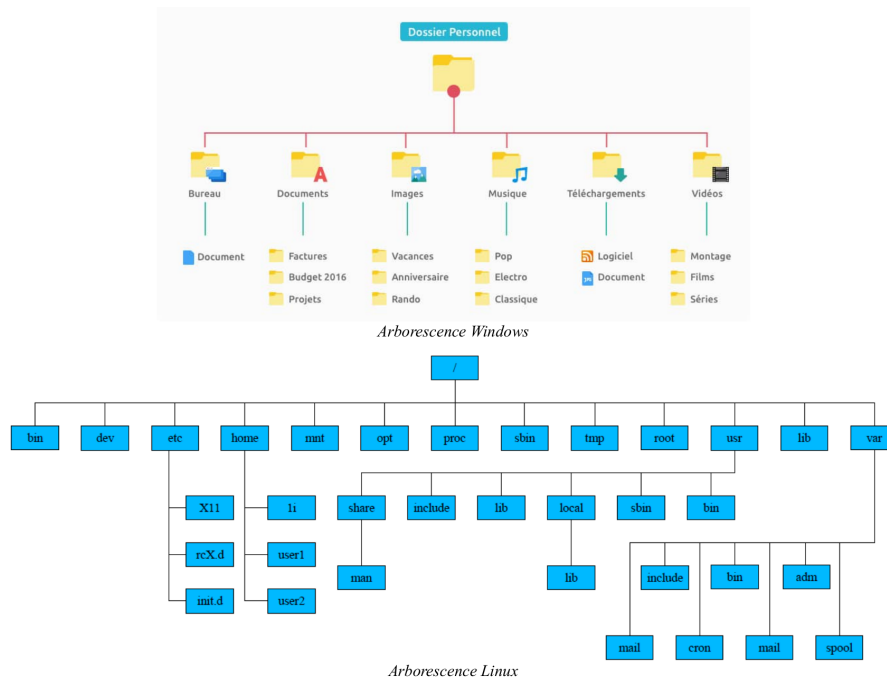 Dossier Personnel
Bureau Documents Images Musique Téléchargements Vidéos
Document Factures Vacances Pop Logiciel Montage
Budget 2016 Anniversaire Electro Document Films
Projets Rando Classique Séries
Arborescence Windows
/
bin dev etc home mnt opt proc sbin tmp root usr lib var
X11 1i share include lib local sbin bin
rcX.d user1
man lib include bin adm
init.d user2
mail cron mail spool
Arborescence Linux